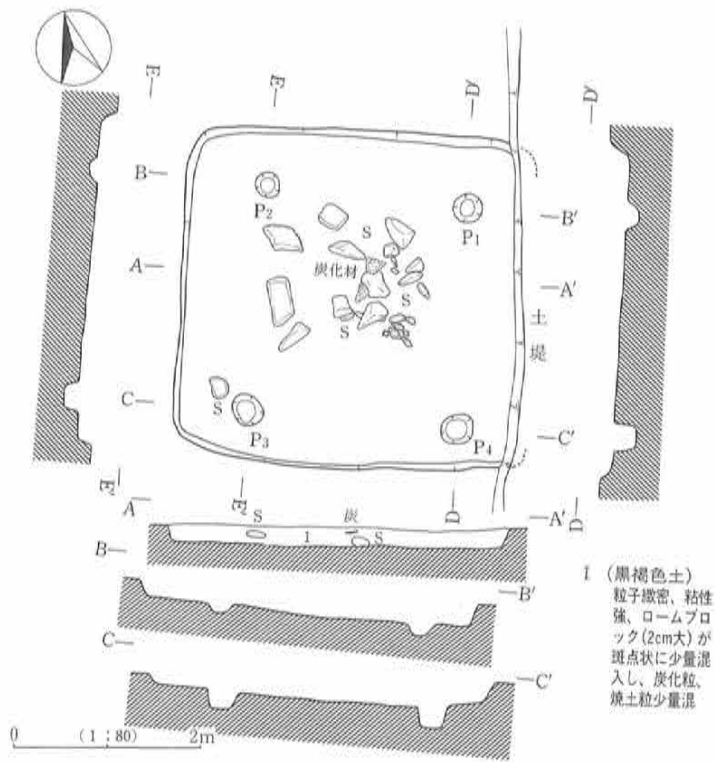 E
E
D′
D′
B
P₂
P₁
B′
S
A
炭化材
A′
S
土
S
堤
C
S
P₃
P₄
C′
E′
E′
D
D
A
S
炭
A′
1
S
B
B′
C
C′
1 (黒褐色土)
粒子緻密、粘性
強、ロームブロ
ック(2cm大)が
斑点状に少量混
入し、炭化粒、
焼土粒少量混
0 (1:80) 2m